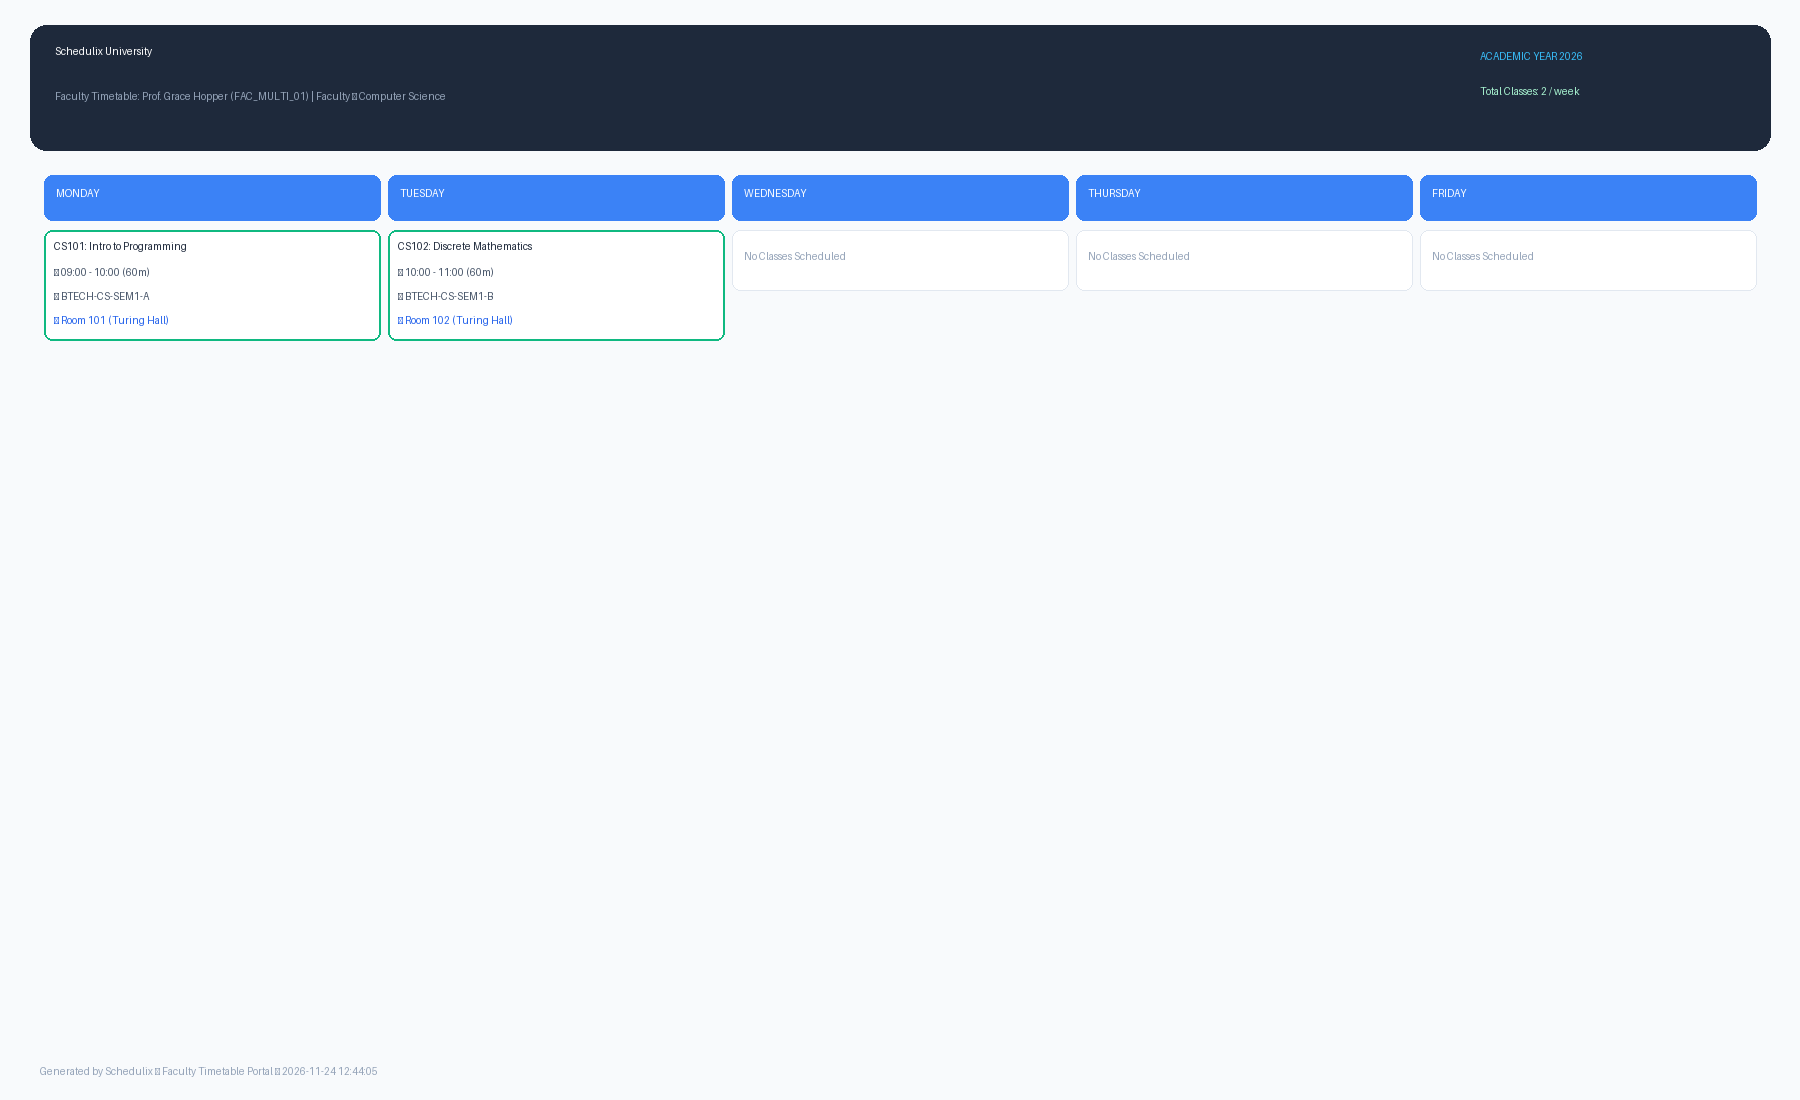 Schedulix University
ACADEMIC YEAR 2026
Faculty Timetable: Prof. Grace Hopper (FAC_MULTI_01) | Faculty Computer Science
Total Classes: 2 / week
MONDAY
TUESDAY
WEDNESDAY
THURSDAY
FRIDAY
CS101: Intro to Programming
09:00 - 10:00 (60m)
BTECH-CS-SEM1-A
Room 101 (Turing Hall)
CS102: Discrete Mathematics
10:00 - 11:00 (60m)
BTECH-CS-SEM1-B
Room 102 (Turing Hall)
No Classes Scheduled
No Classes Scheduled
No Classes Scheduled
Generated by Schedulix Faculty Timetable Portal 2026-11-24 12:44:05